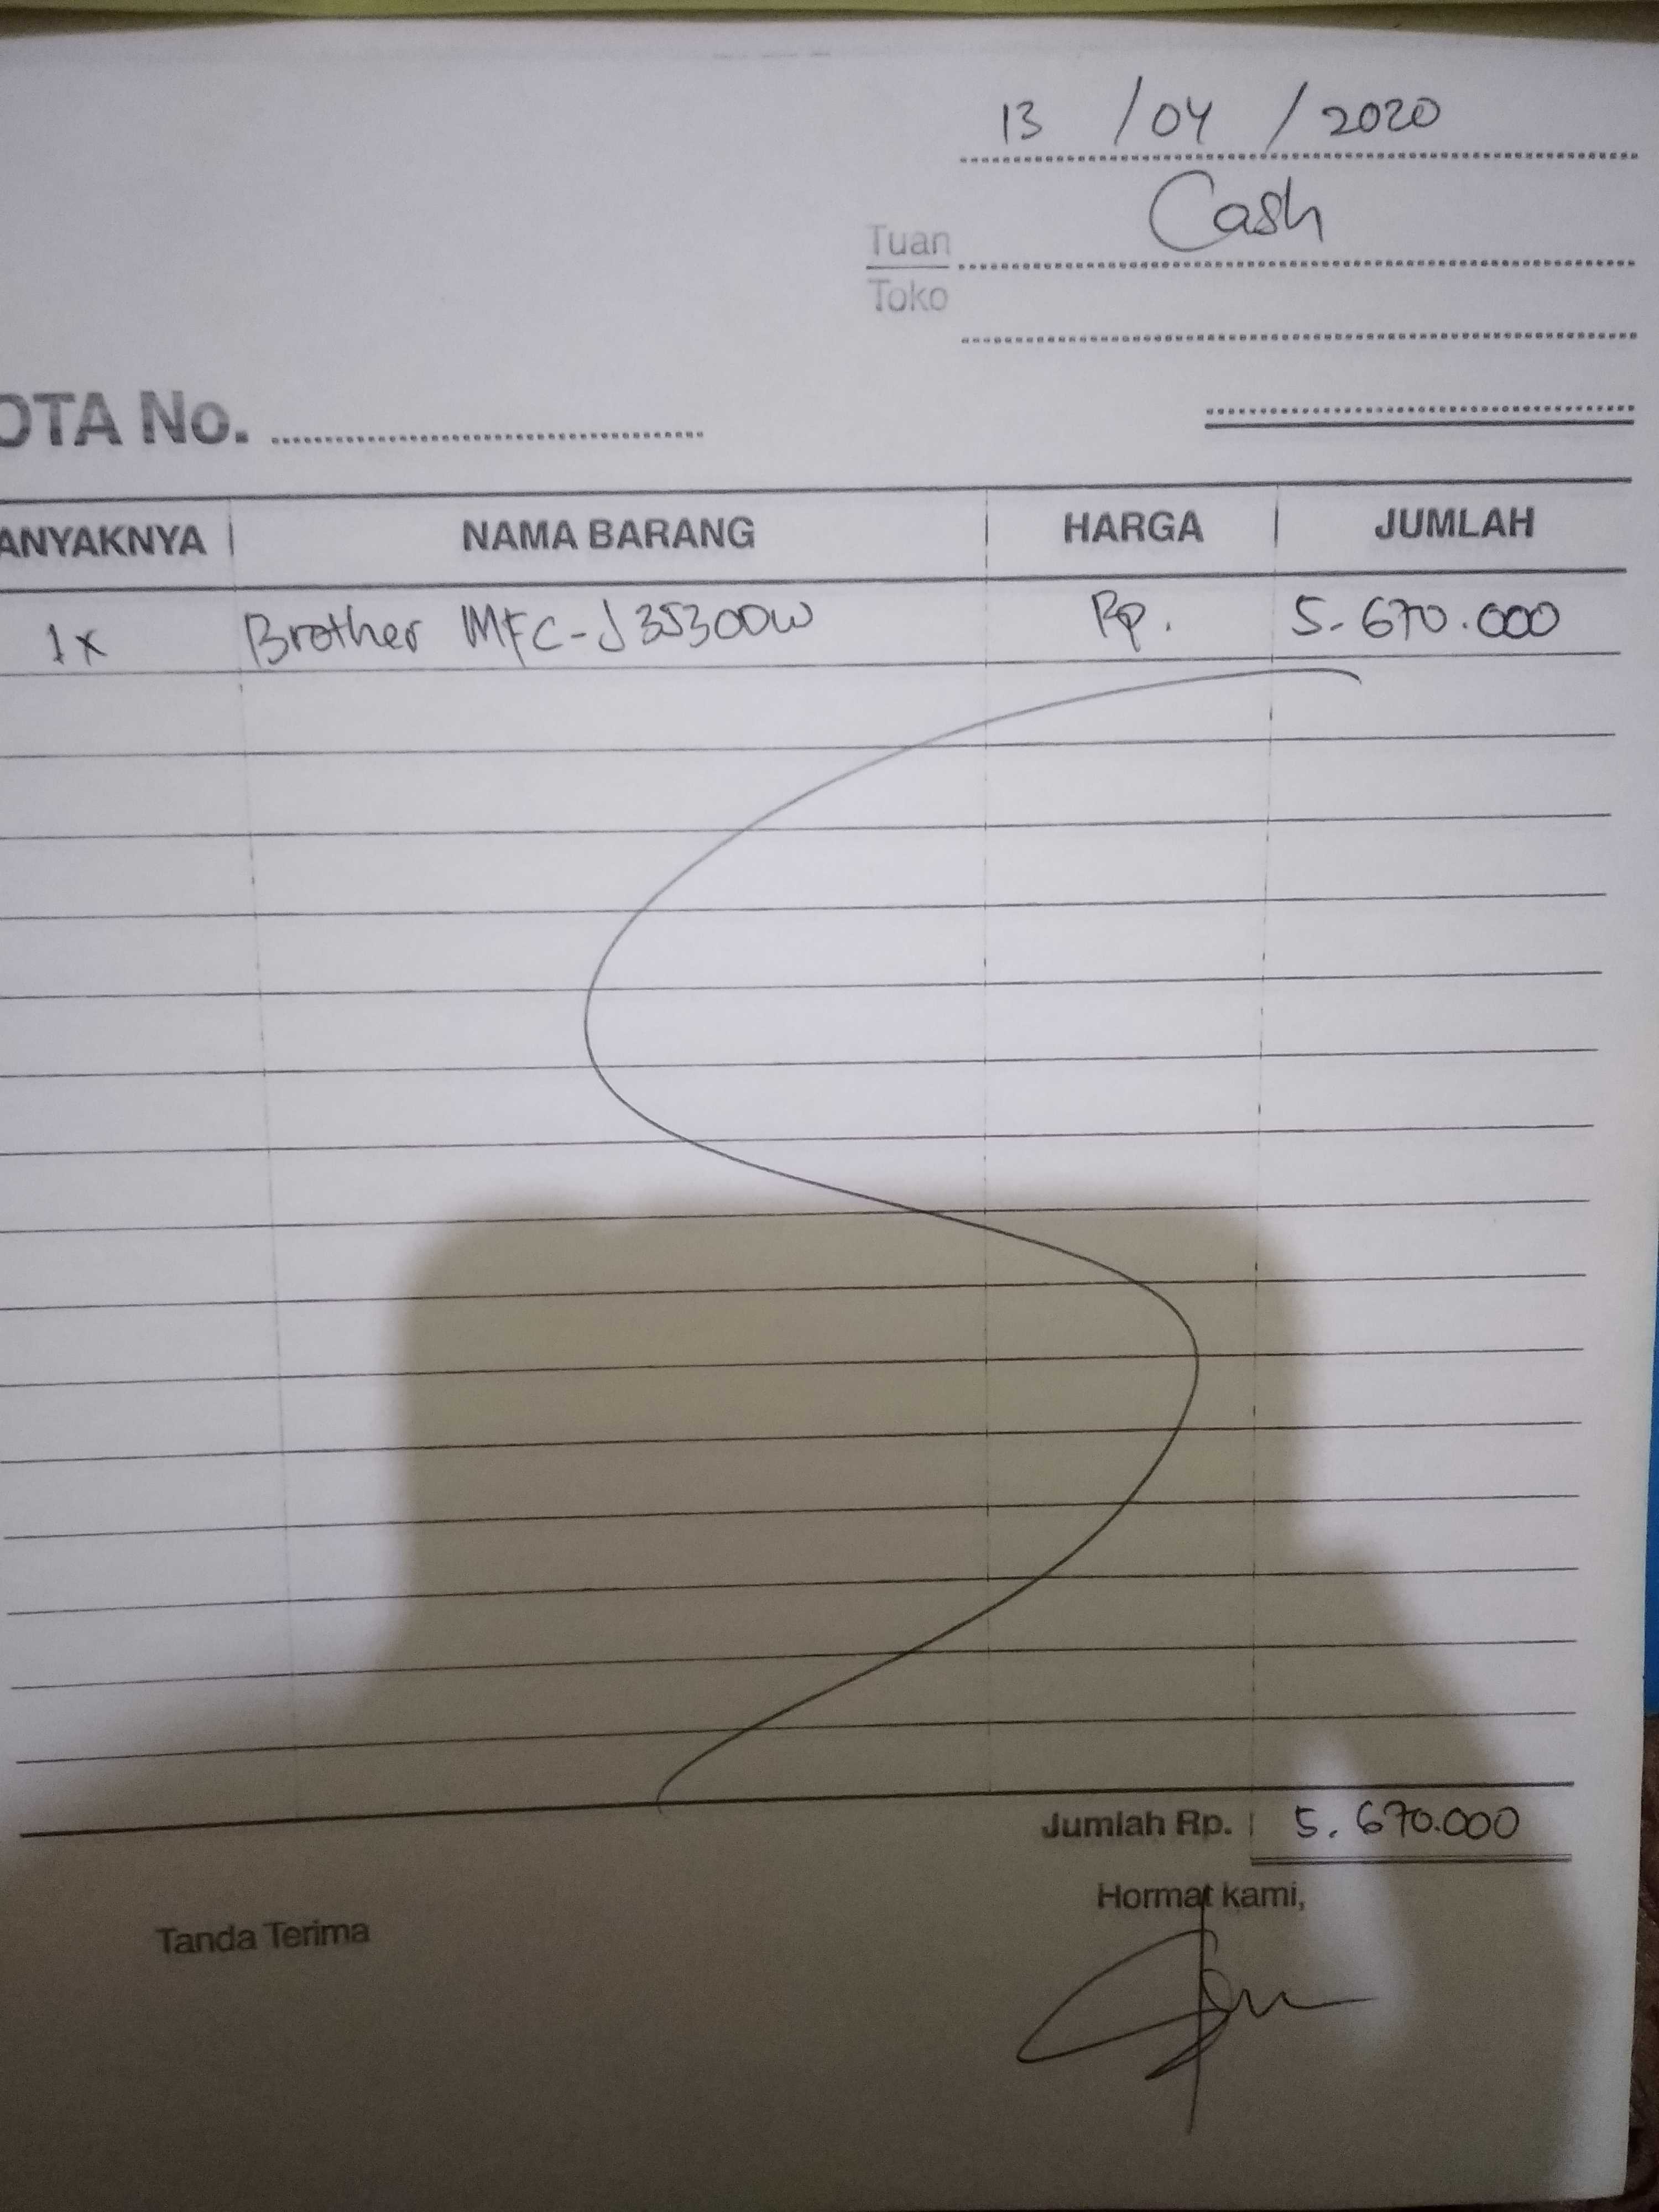 13 / 04 / 2020
Cash
Tuan
Toko
OTA No.
ANYAKNYA NAMA BARANG HARGA JUMLAH
1x Brother MFC-J3530DW Rp. 5.670.000
Jumlah Rp. 5.670.000
Hormat kami,
Tanda Terima